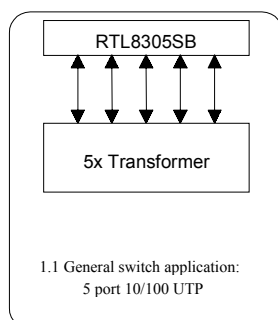 RTL8305SB
5x Transformer
1.1 General switch application:
5 port 10/100 UTP